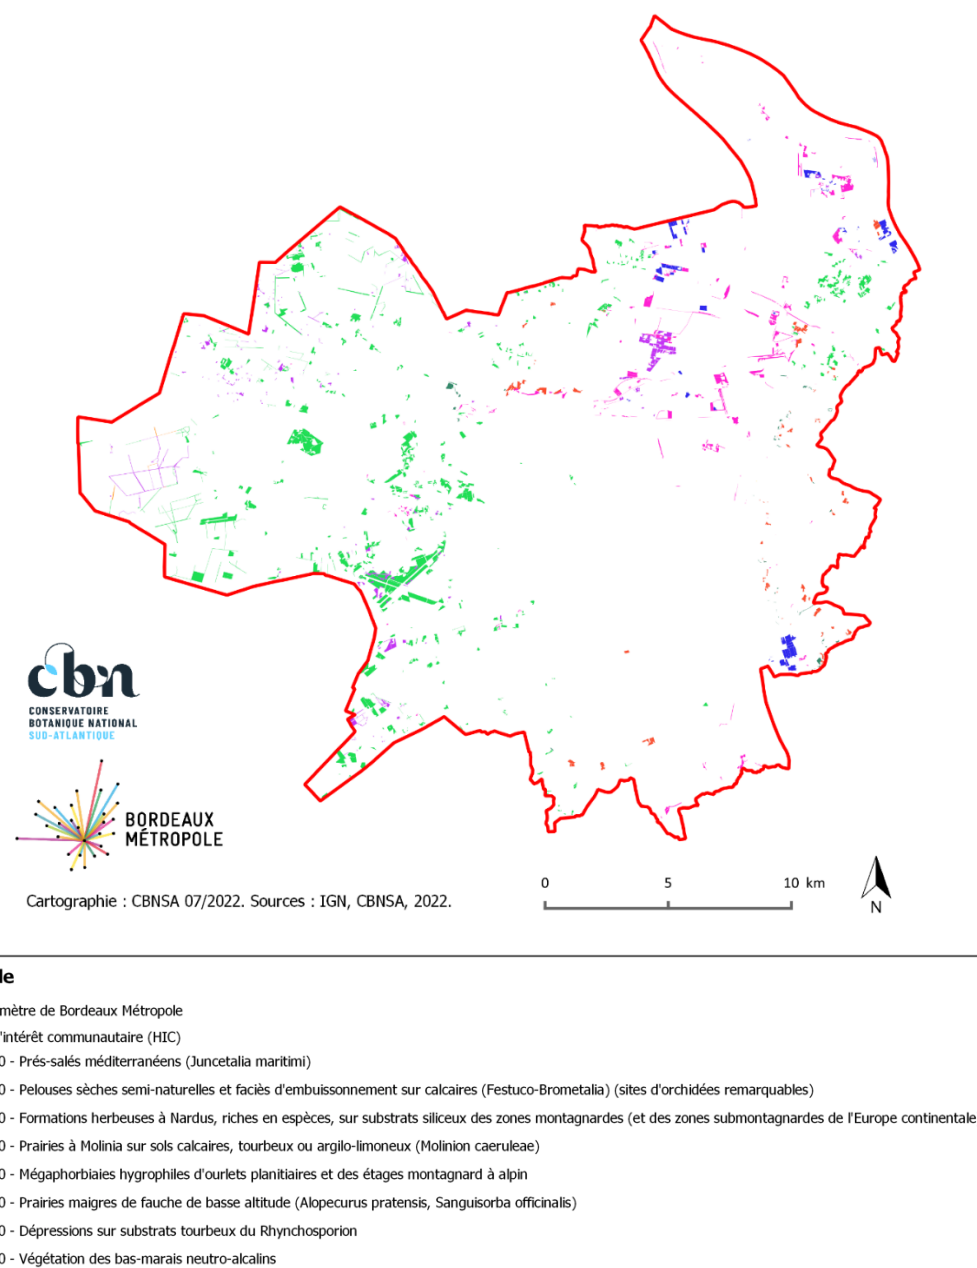 cbn
CONSERVATOIRE
BOTANIQUE NATIONAL
SUD-ATLANTIQUE
BORDEAUX
MÉTROPOLE
Cartographie : CBNSA 07/2022. Sources : IGN, CBNSA, 2022.
0 5 10 km
N
de
mètre de Bordeaux Métropole
'intérêt communautaire (HIC)
0 - Prés-salés méditerranéens (Juncetalia maritimi)
0 - Pelouses sèches semi-naturelles et faciès d'embuissonnement sur calcaires (Festuco-Brometalia) (sites d'orchidées remarquables)
0 - Formations herbeuses à Nardus, riches en espèces, sur substrats siliceux des zones montagnardes (et des zones submontagnardes de l'Europe continentale
0 - Prairies à Molinia sur sols calcaires, tourbeux ou argilo-limoneux (Molinion caeruleae)
0 - Mégaphorbiaies hygrophiles d'ourlets planitiaires et des étages montagnard à alpin
0 - Prairies maigres de fauche de basse altitude (Alopecurus pratensis, Sanguisorba officinalis)
0 - Dépressions sur substrats tourbeux du Rhynchosporion
0 - Végétation des bas-marais neutro-alcalins